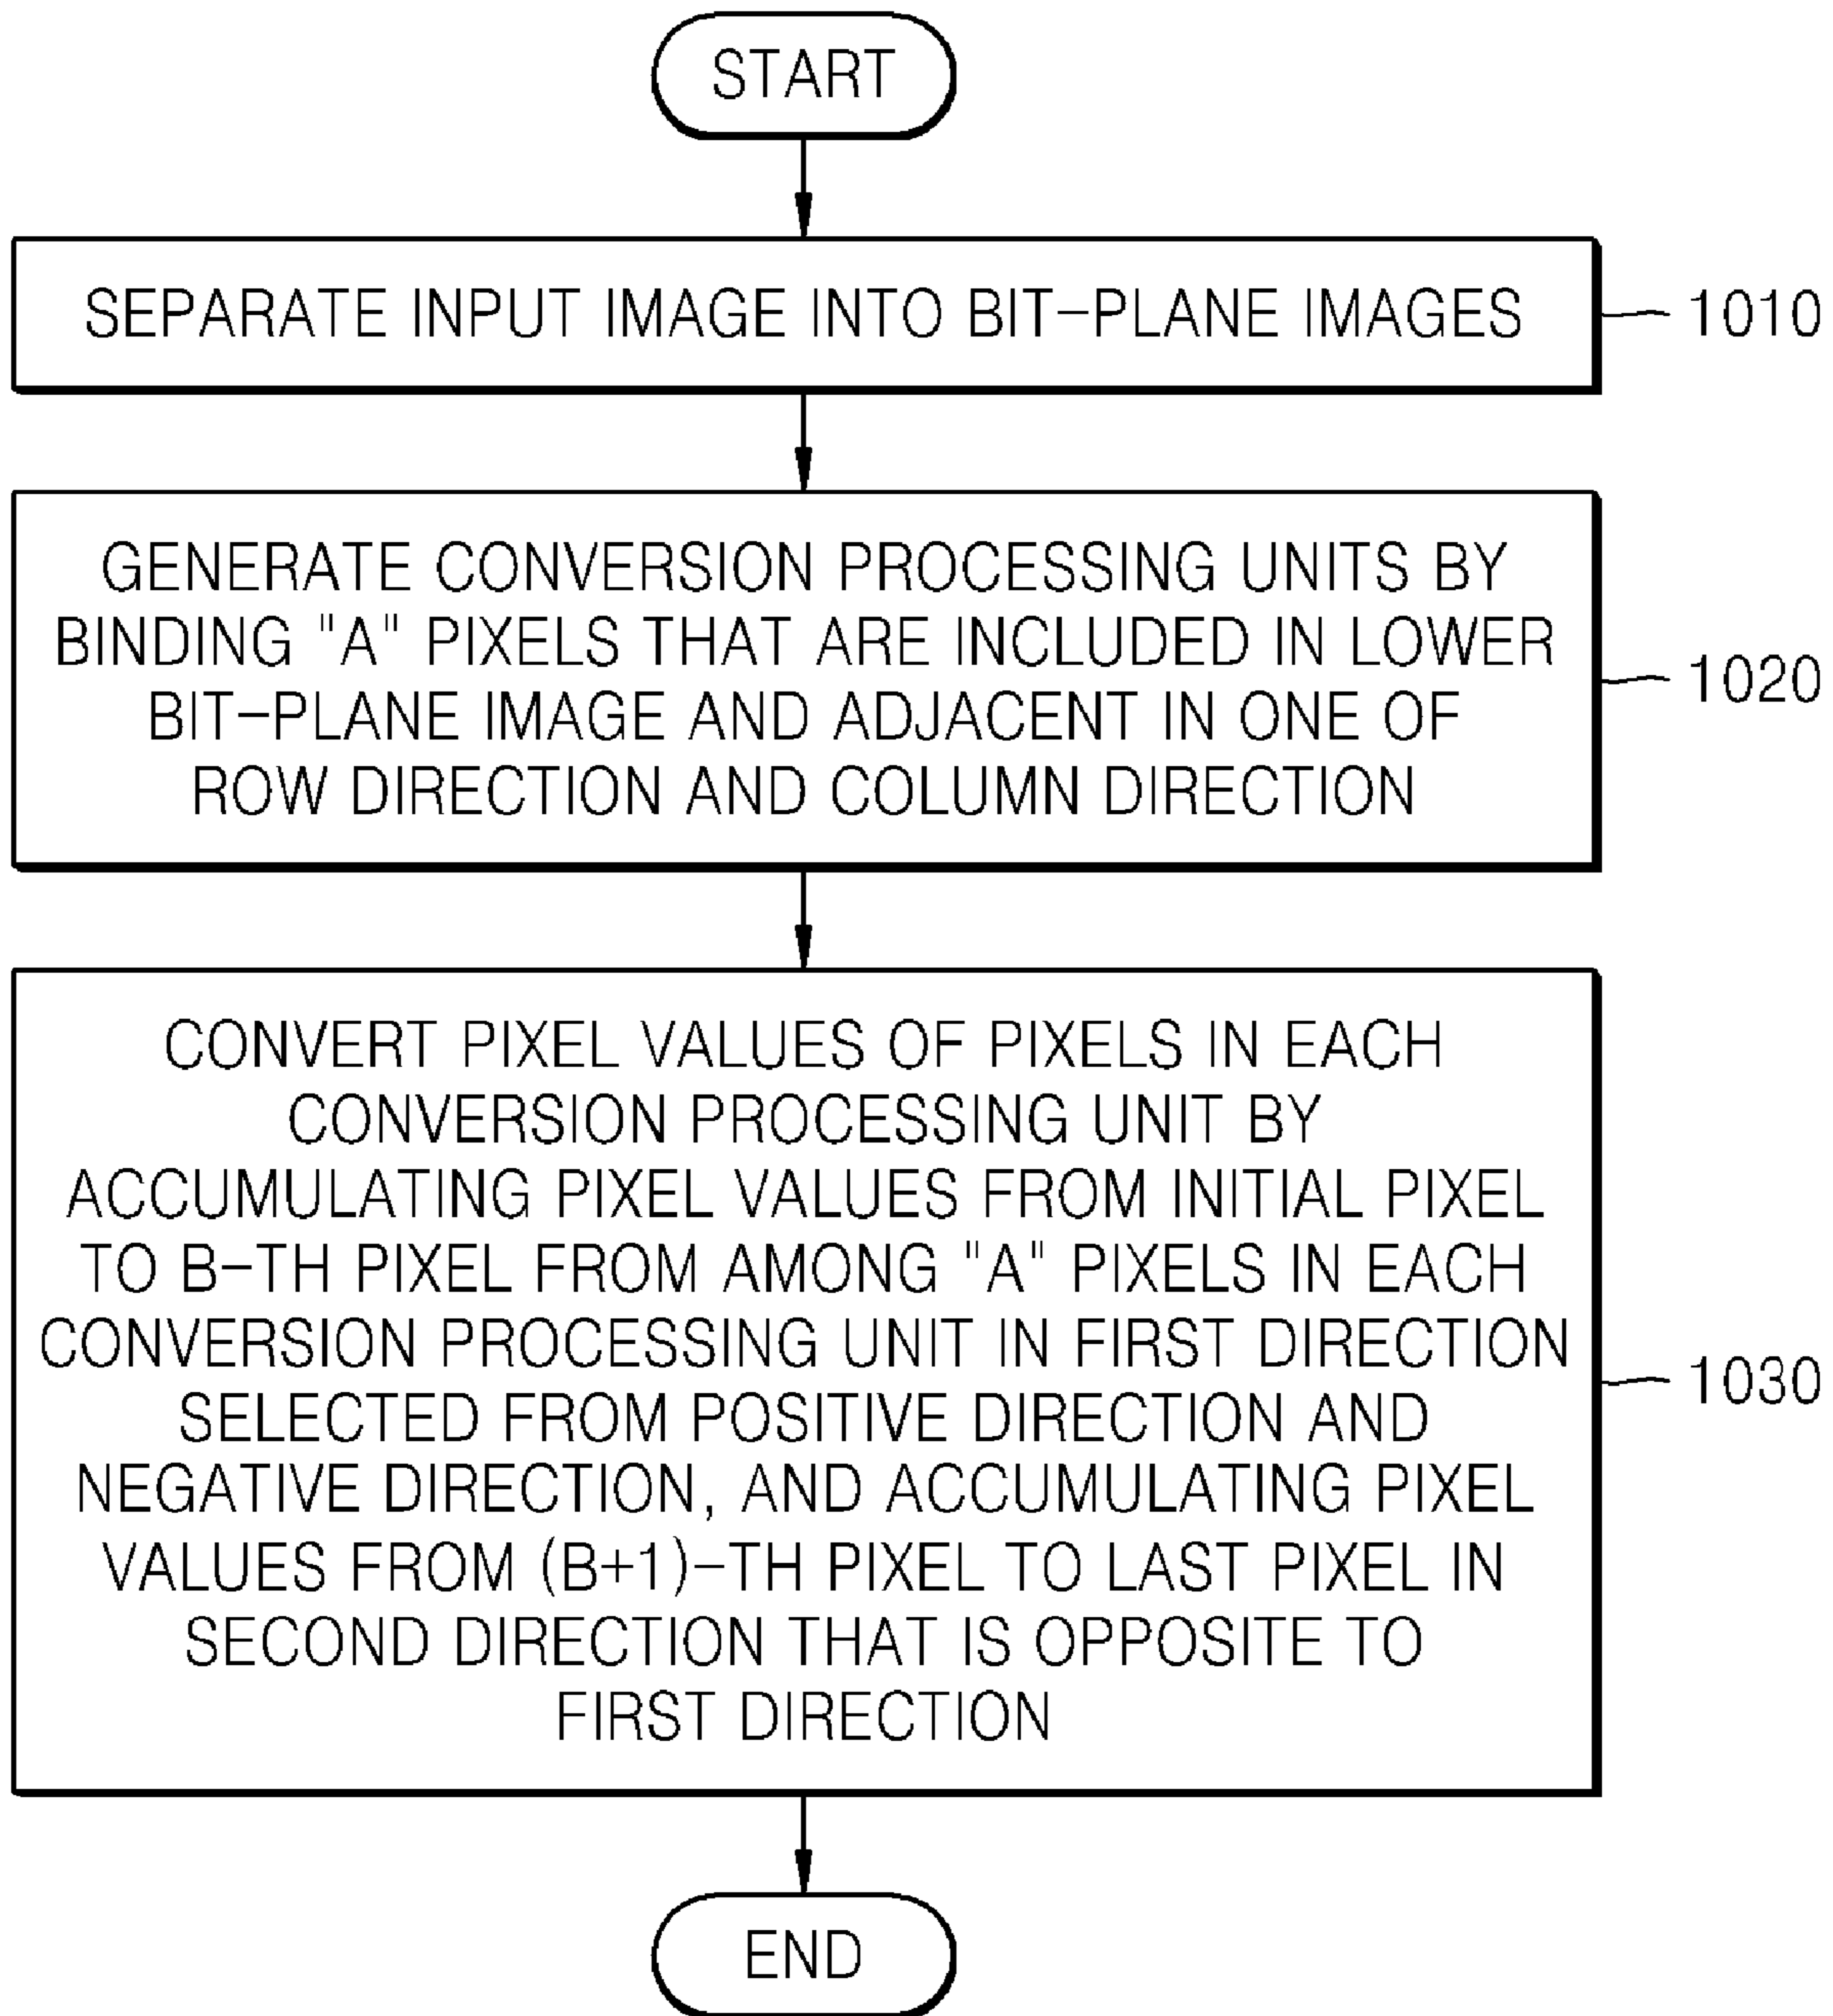 START
SEPARATE INPUT IMAGE INTO BIT-PLANE IMAGES
1010
GENERATE CONVERSION PROCESSING UNITS BY
BINDING "A" PIXELS THAT ARE INCLUDED IN LOWER
BIT-PLANE IMAGE AND ADJACENT IN ONE OF
ROW DIRECTION AND COLUMN DIRECTION
1020
CONVERT PIXEL VALUES OF PIXELS IN EACH
CONVERSION PROCESSING UNIT BY
ACCUMULATING PIXEL VALUES FROM INITIAL PIXEL
TO B-TH PIXEL FROM AMONG "A" PIXELS IN EACH
CONVERSION PROCESSING UNIT IN FIRST DIRECTION
SELECTED FROM POSITIVE DIRECTION AND
NEGATIVE DIRECTION, AND ACCUMULATING PIXEL
VALUES FROM (B+1)-TH PIXEL TO LAST PIXEL IN
SECOND DIRECTION THAT IS OPPOSITE TO
FIRST DIRECTION
1030
END